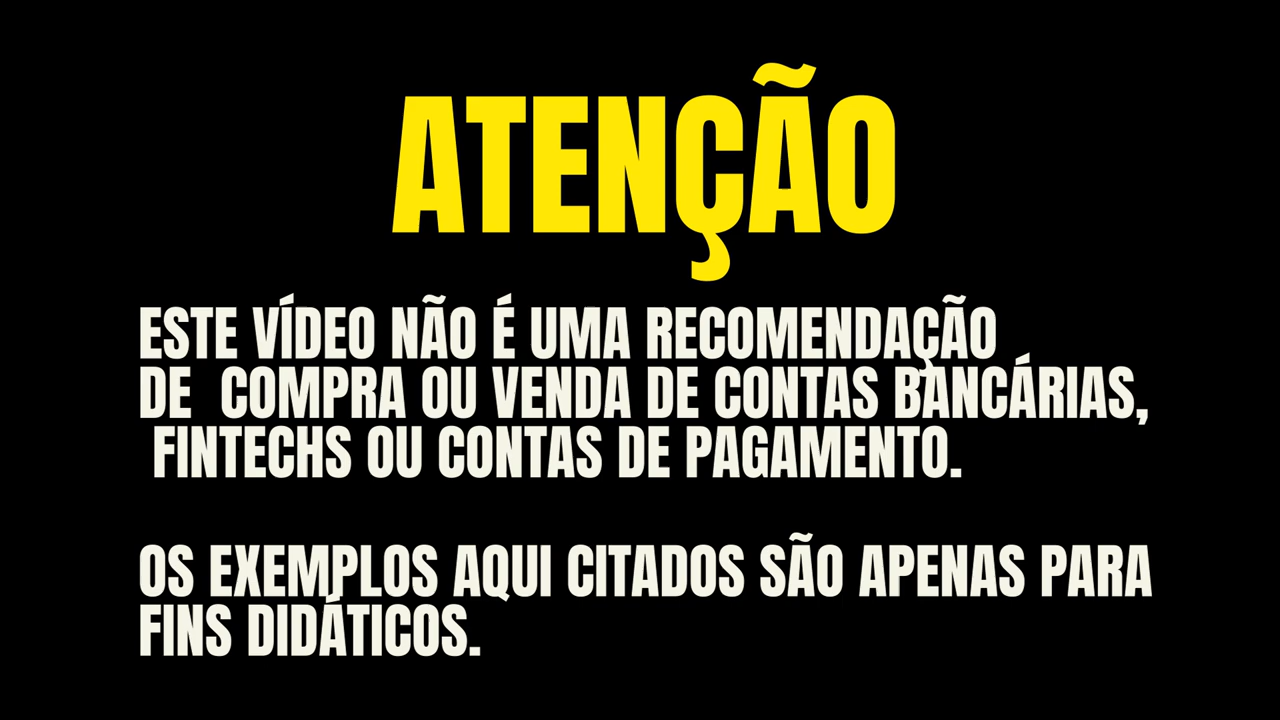 ATENÇÃO
ESTE VÍDEO NÃO É UMA RECOMENDAÇÃO
DE COMPRA OU VENDA DE CONTAS BANCÁRIAS,
FINTECHS OU CONTAS DE PAGAMENTO.
OS EXEMPLOS AQUI CITADOS SÃO APENAS PARA
FINS DIDÁTICOS.